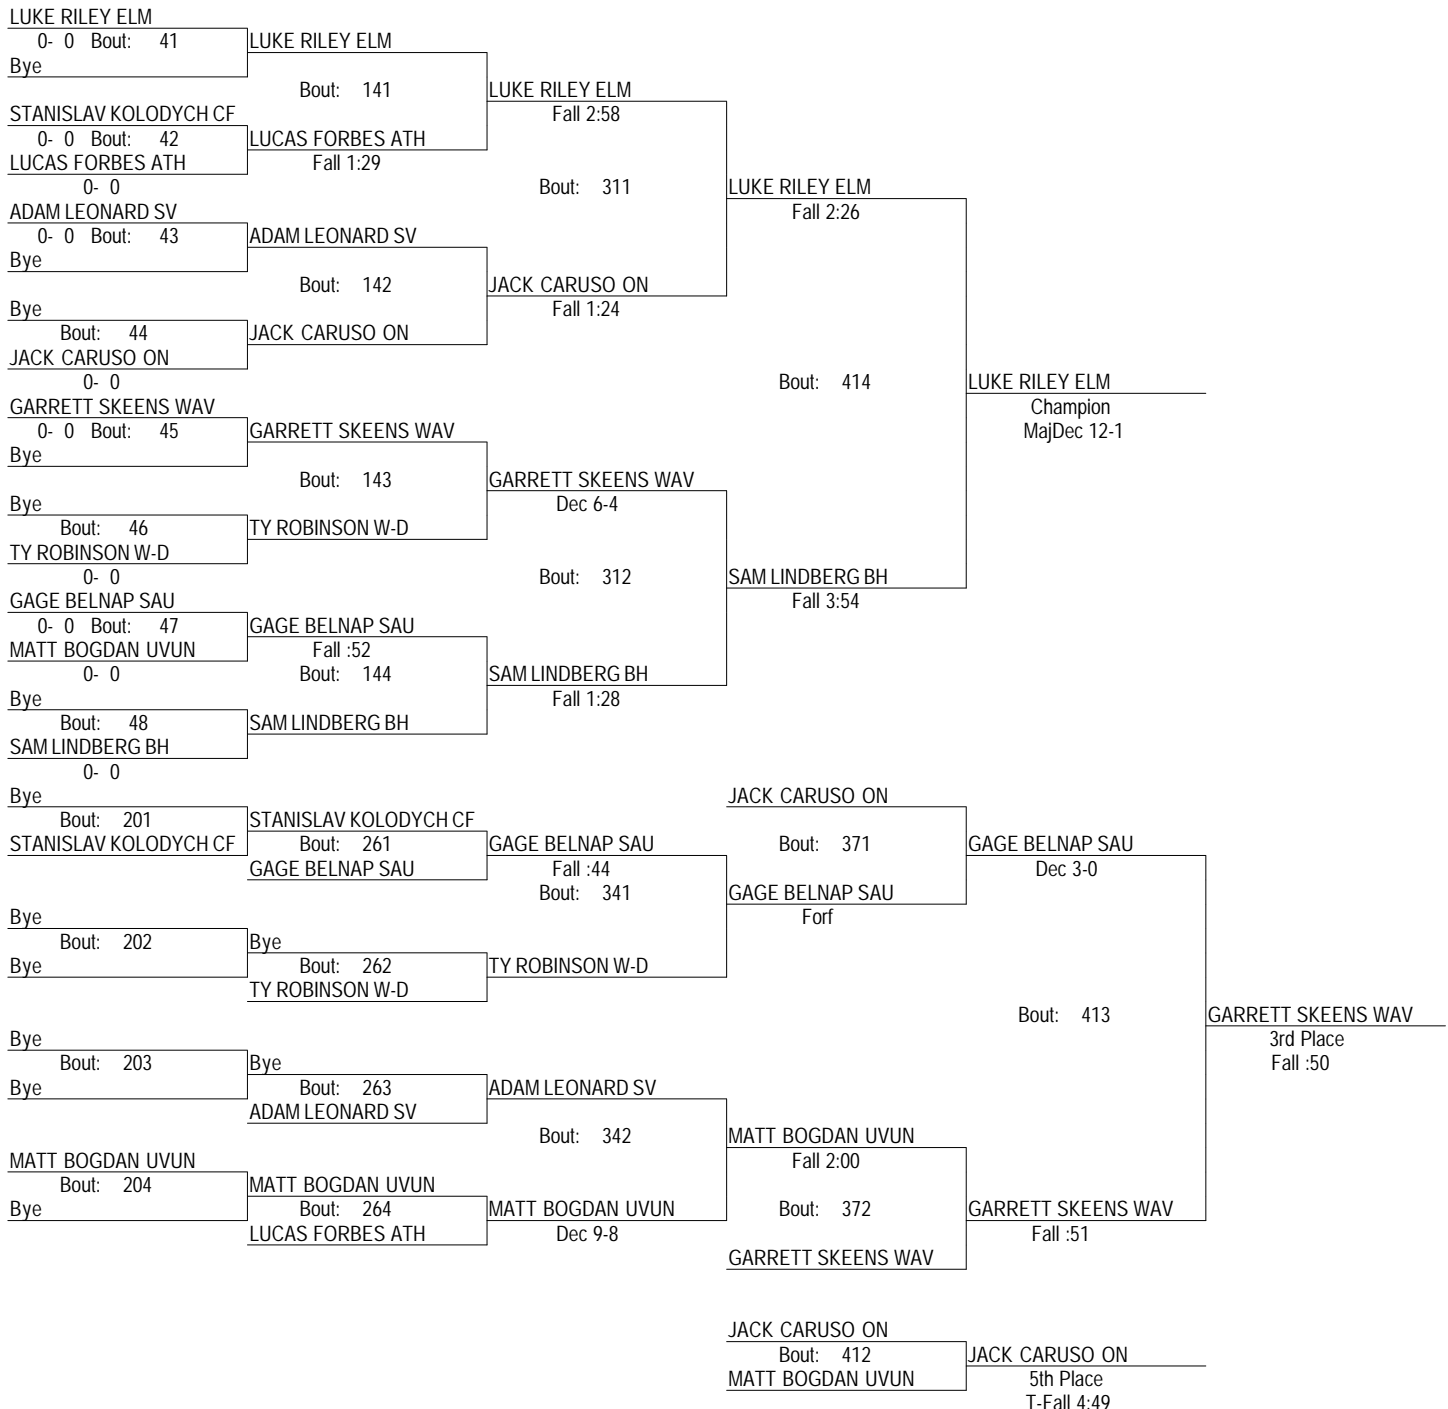 LUKE RILEY ELM
0- 0 Bout: 41 LUKE RILEY ELM
Bye
Bout: 141 LUKE RILEY ELM
STANISLAV KOLODYCH CF Fall 2:58
0- 0 Bout: 42 LUCAS FORBES ATH
LUCAS FORBES ATH Fall 1:29
0- 0 Bout: 311 LUKE RILEY ELM
ADAM LEONARD SV Fall 2:26
0- 0 Bout: 43 ADAM LEONARD SV
Bye
Bout: 142 JACK CARUSO ON
Bye Fall 1:24
Bout: 44 JACK CARUSO ON
JACK CARUSO ON
0- 0 Bout: 414 LUKE RILEY ELM
GARRETT SKEENS WAV Champion
0- 0 Bout: 45 GARRETT SKEENS WAV MajDec 12-1
Bye
Bout: 143 GARRETT SKEENS WAV
Bye Dec 6-4
Bout: 46 TY ROBINSON W-D
TY ROBINSON W-D
0- 0 Bout: 312 SAM LINDBERG BH
GAGE BELNAP SAU Fall 3:54
0- 0 Bout: 47 GAGE BELNAP SAU
MATT BOGDAN UVUN Fall :52
0- 0 Bout: 144 SAM LINDBERG BH
Bye Fall 1:28
Bout: 48 SAM LINDBERG BH
SAM LINDBERG BH
0- 0
Bye JACK CARUSO ON
Bout: 201 STANISLAV KOLODYCH CF
STANISLAV KOLODYCH CF Bout: 261 GAGE BELNAP SAU Bout: 371 GAGE BELNAP SAU
GAGE BELNAP SAU Fall :44 Dec 3-0
Bout: 341 GAGE BELNAP SAU
Bye Forf
Bout: 202 Bye
Bye Bout: 262 TY ROBINSON W-D
TY ROBINSON W-D
Bout: 413 GARRETT SKEENS WAV
Bye 3rd Place
Bout: 203 Bye Fall :50
Bye Bout: 263 ADAM LEONARD SV
ADAM LEONARD SV
Bout: 342 MATT BOGDAN UVUN
MATT BOGDAN UVUN Fall 2:00
Bout: 204 MATT BOGDAN UVUN
Bye Bout: 264 MATT BOGDAN UVUN Bout: 372 GARRETT SKEENS WAV
LUCAS FORBES ATH Dec 9-8 Fall :51
GARRETT SKEENS WAV
JACK CARUSO ON
Bout: 412 JACK CARUSO ON
MATT BOGDAN UVUN 5th Place
T-Fall 4:49